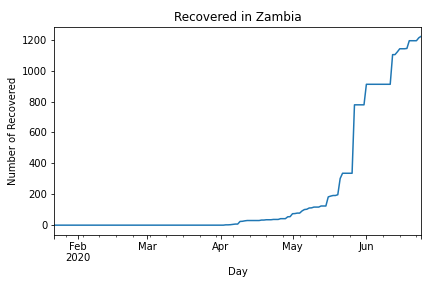 Recovered in Zambia
1200
1000
800
600
400
200
0
Number of Recovered
Feb
2020
Mar
Apr
May
Jun
Day